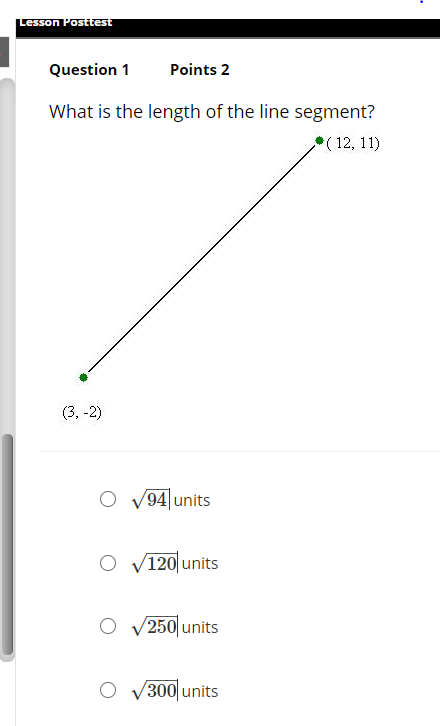 Lesson Posttest
Question 1 Points 2
What is the length of the line segment?
( 12, 11)
(3, -2)
√94 units
√120 units
√250 units
√300 units